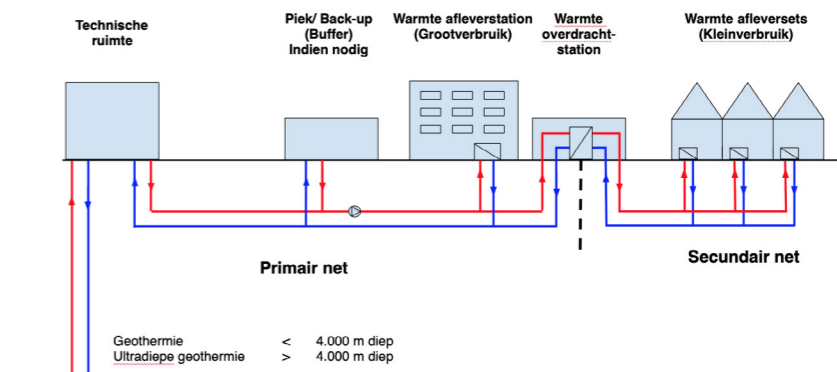 Technische
ruimte
Piek/ Back-up
(Buffer)
Indien nodig
Warmte afleverstation
(Grootverbruik)
Warmte
overdracht-
station
Warmte afleversets
(Kleinverbruik)
Primair net
Secundair net
Geothermie < 4.000 m diep
Ultradiepe geothermie > 4.000 m diep